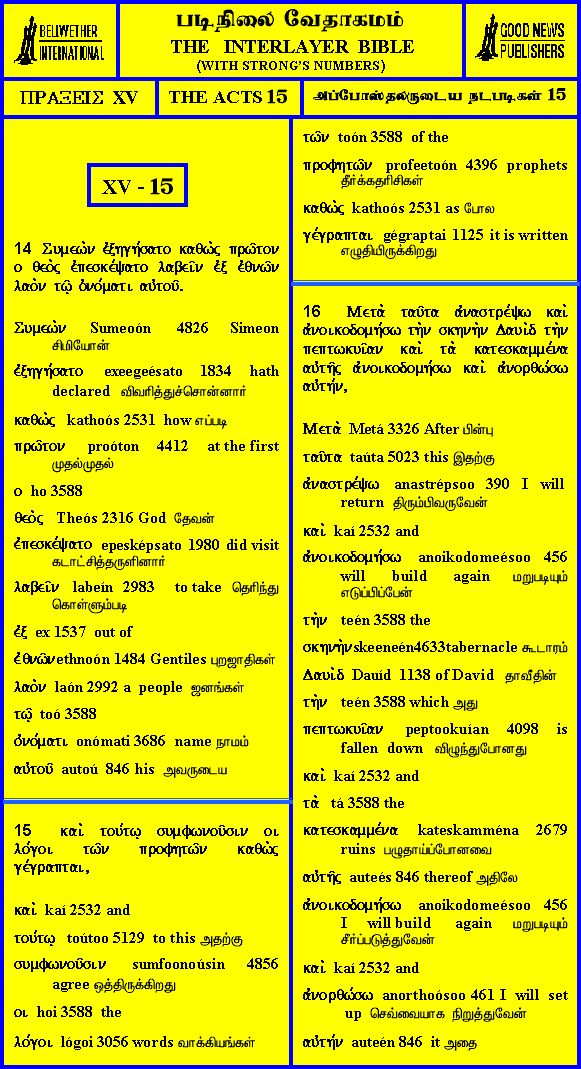 BELLWETHER
INTERNATIONAL
படிநிலை வேதாகமம்
THE INTERLAYER BIBLE
(WITH STRONG'S NUMBERS)
GOOD NEWS
PUBLISHERS
ΠΡΑΞΕΙΣ XV
THE ACTS 15
அப்போஸ்தலருடைய நடபடிகள் 15
XV - 15
14 Συμεὼν ἐξηγήσατο καθὼς πρῶτον
ο θεὸς ἐπεσκέψατο λαβεῖν ἐξ ἐθνῶν
λαὸν τῷ ὀνόματι αὐτοῦ.
Συμεὼν Sumeoón 4826 Simeon
சிமியோன்
ἐξηγήσατο exeegeésato 1834 hath
declared விவரித்துச்சொன்னார்
καθὼς kathoós 2531 how எப்படி
πρῶτον proóton 4412 at the first
முதல்முதல்
ο ho 3588
θεὸς Theós 2316 God தேவன்
ἐπεσκέψατο epesképsato 1980 did visit
கடாட்சித்தருளினார்
λαβεῖν labeín 2983 to take தெரிந்து
கொள்ளும்படி
ἐξ ex 1537 out of
ἐθνῶν ethnoón 1484 Gentiles புறஜாதிகள்
λαὸν laón 2992 a people ஜனங்கள்
τῷ toó 3588
ὀνόματι onómati 3686 name நாமம்
αὐτοῦ autoú 846 his அவருடைய
15 καὶ τούτῳ συμφωνοῦσιν οι
λόγοι τῶν προφητῶν καθὼς
γέγραπται,
καὶ kaí 2532 and
τούτῳ toútoo 5129 to this அதற்கு
συμφωνοῦσιν sumfoonoúsin 4856
agree ஒத்திருக்கிறது
οι hoi 3588 the
λόγοι lógoi 3056 words வாக்கியங்கள்
τῶν toón 3588 of the
προφητῶν profeetoón 4396 prophets
தீர்க்கதரிசிகள்
καθὼς kathoós 2531 as போல
γέγραπται gégraptai 1125 it is written
எழுதியிருக்கிறது
16 Μετὰ ταῦτα ἀναστρέψω καὶ
ἀνοικοδομήσω τὴν σκηνὴν Δαυὶδ τὴν
πεπτωκυῖαν καὶ τὰ κατεσκαμμένα
αὐτῆς ἀνοικοδομήσω καὶ ἀνορθώσω
αὐτήν,
Μετὰ Metá 3326 After பின்பு
ταῦτα taúta 5023 this இதற்கு
ἀναστρέψω anastrépsoo 390 I will
return திரும்பிவருவேன்
καὶ kaí 2532 and
ἀνοικοδομήσω anoikodomeésoo 456
will build again மறுபடியும்
எடுப்பிப்பேன்
τὴν teén 3588 the
σκηνὴν skeeneén4633tabernacle கூடாரம்
Δαυὶδ Dauíd 1138 of David தாவீதின்
τὴν teén 3588 which அது
πεπτωκυῖαν peptookuían 4098 is
fallen down விழுந்துபோனது
καὶ kaí 2532 and
τὰ tá 3588 the
κατεσκαμμένα kateskamména 2679
ruins பழுதாய்ப்போனவை
αὐτῆς auteés 846 thereof அதிலே
ἀνοικοδομήσω anoikodomeésoo 456
I will build again மறுபடியும்
சீர்ப்படுத்துவேன்
καὶ kaí 2532 and
ἀνορθώσω anorthoósoo 461 I will set
up செவ்வையாக நிறுத்துவேன்
αὐτήν auteén 846 it அதை